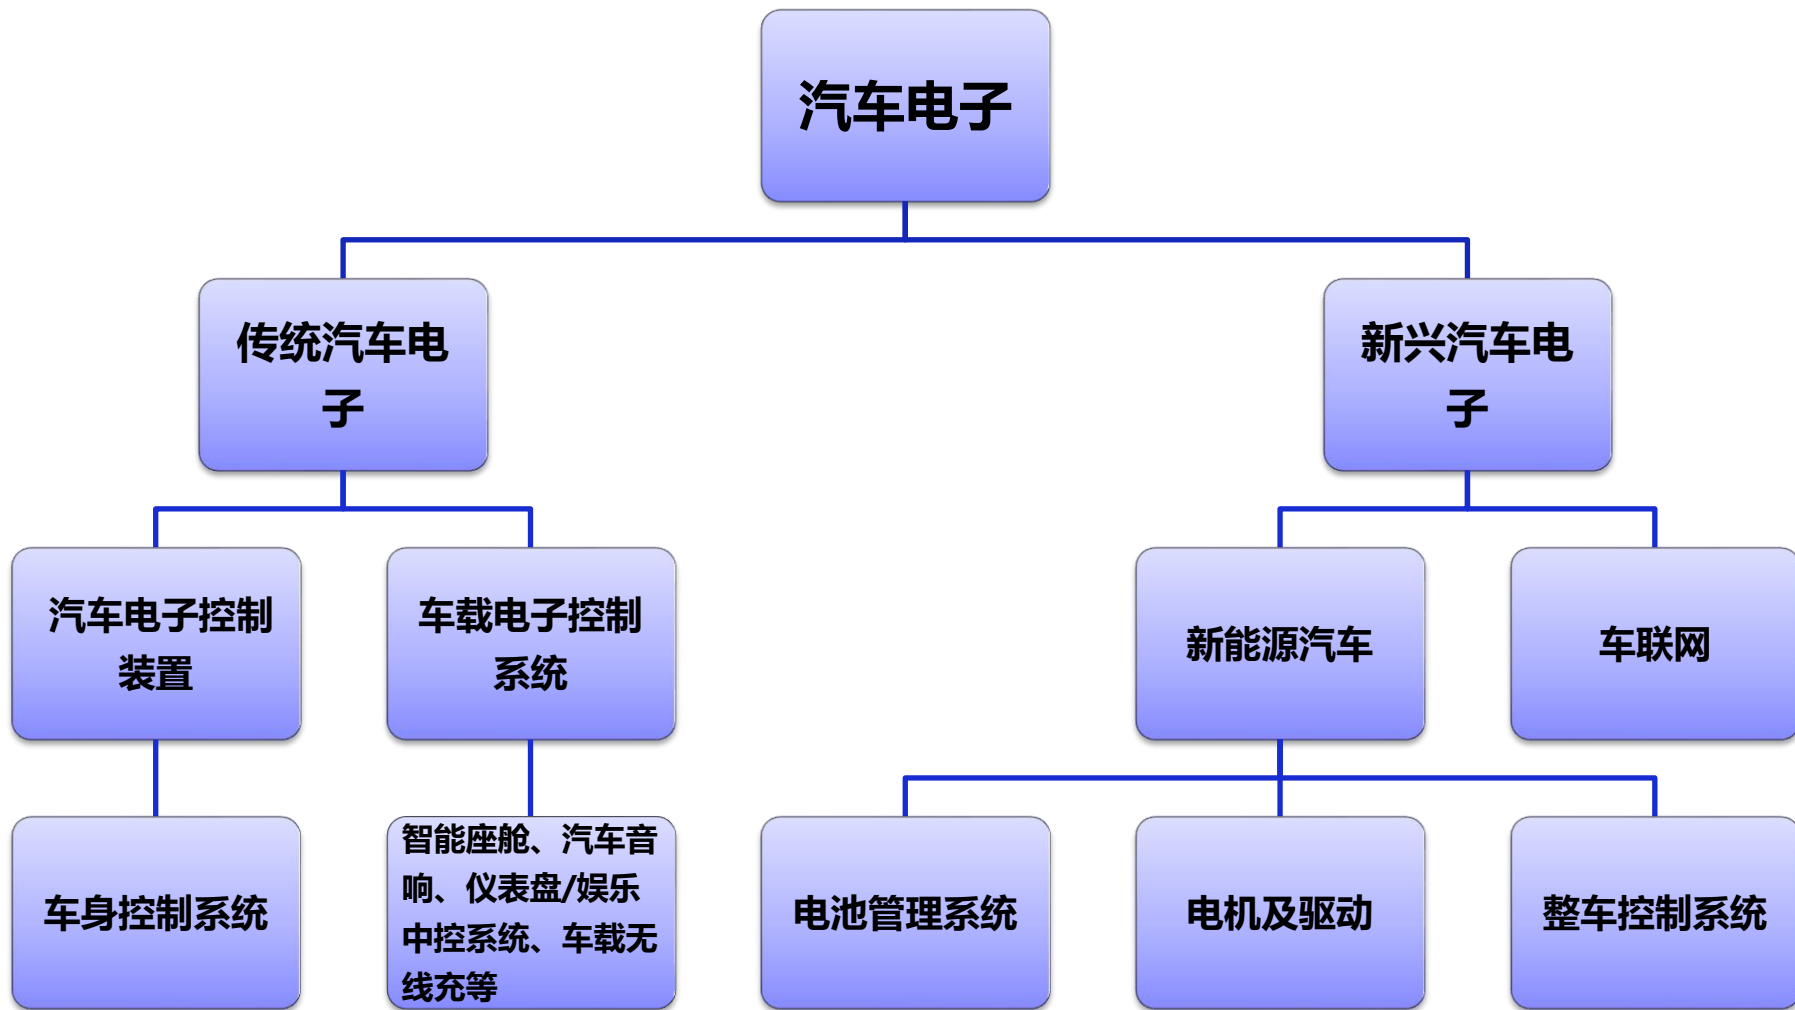 汽车电子
传统汽车电
子
新兴汽车电
子
汽车电子控制
装置
车载电子控制
系统
新能源汽车
车联网
车身控制系统
智能座舱、汽车音
响、仪表盘/娱乐
中控系统、车载无
线充等
电池管理系统
电机及驱动
整车控制系统